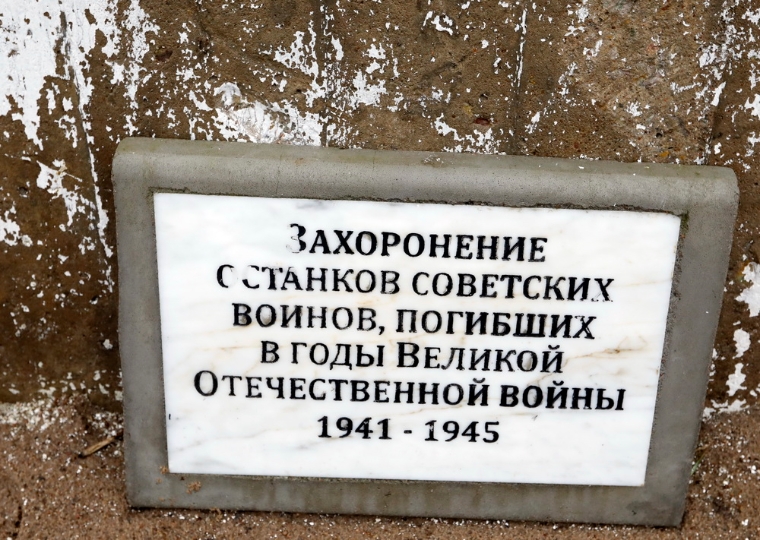 Захоронение
останков советских
воинов, погибших
в годы Великой
Отечественной войны
1941 - 1945